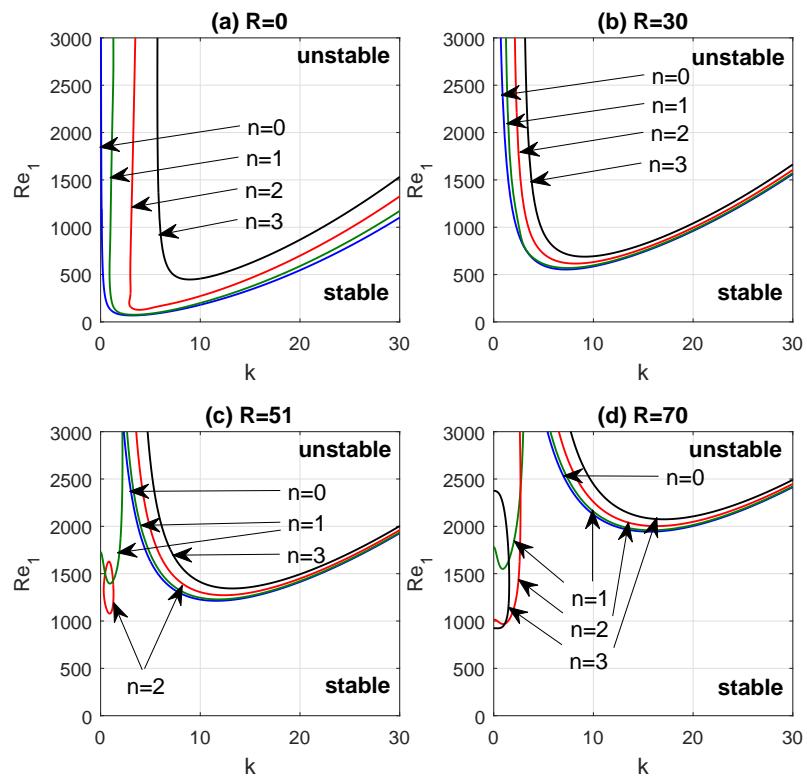 (a) R=0
3000
2500
2000
1500
1000
500
0
Re1
0
10
20
30
k
unstable
n=0
n=1
n=2
n=3
stable
(b) R=30
3000
2500
2000
1500
1000
500
0
Re1
0
10
20
30
k
unstable
n=0
n=1
n=2
n=3
stable
(c) R=51
3000
2500
2000
1500
1000
500
0
Re1
0
10
20
30
k
unstable
n=0
n=1
n=3
n=2
stable
(d) R=70
3000
2500
2000
1500
1000
500
0
Re1
0
10
20
30
k
unstable
n=0
n=1
n=2
n=3
stable